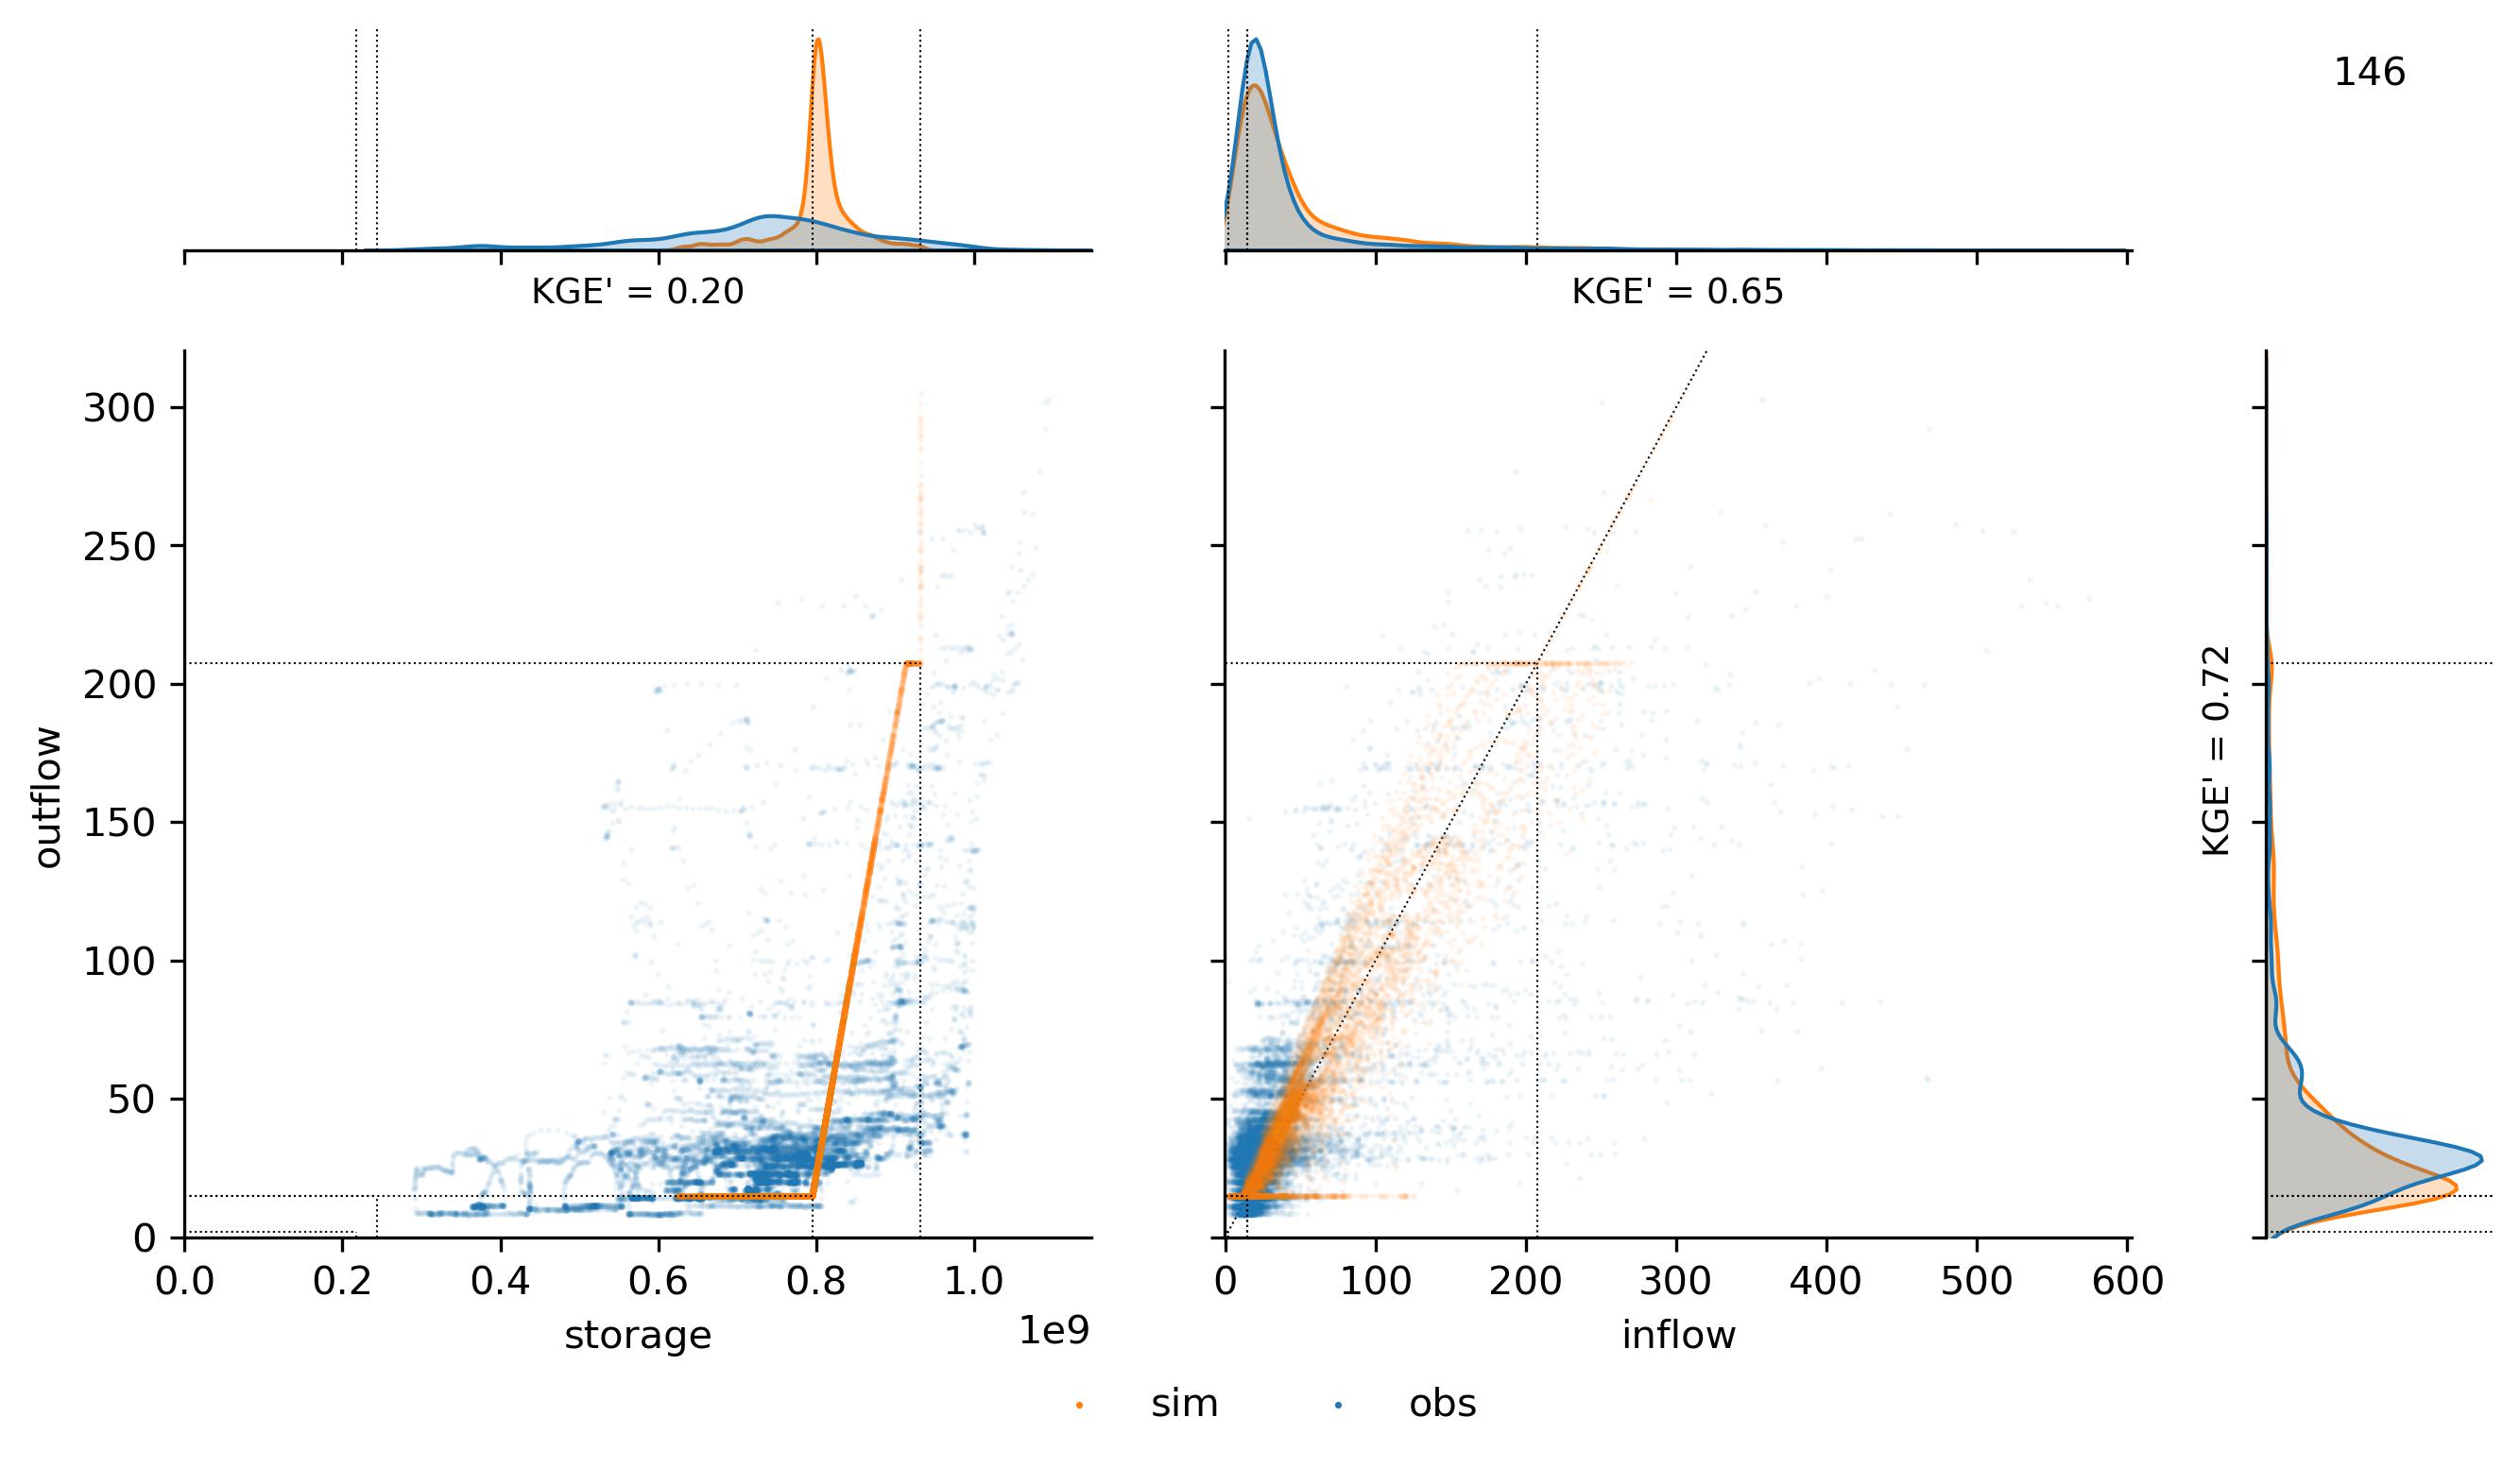 146
KGE' = 0.20
KGE' = 0.65
300
250
200
150
100
50
0
outflow
KGE' = 0.72
0.0 0.2 0.4 0.6 0.8 1.0
0 100 200 300 400 500 600
1e9
storage
inflow
sim obs